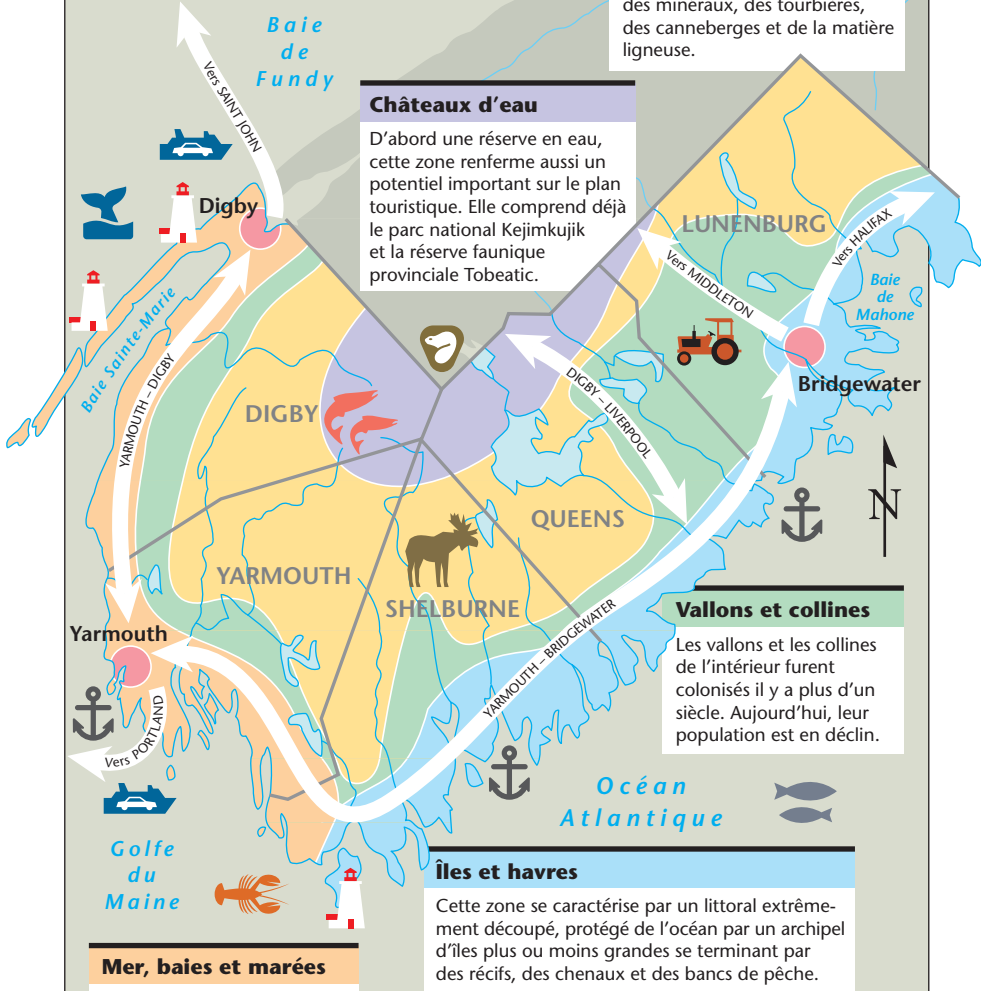 des minéraux, des tourbières,
des canneberges et de la matière
ligneuse.
Baie
de
Fundy
Vers SAINT JOHN
Châteaux d'eau
D'abord une réserve en eau,
cette zone renferme aussi un
potentiel important sur le plan
touristique. Elle comprend déjà
le parc national Kejimkujik
et la réserve faunique
provinciale Tobeatic.
Digby
LUNENBURG
Vers HALIFAX
Vers MIDDLETON
Baie
de
Mahone
Baie Sainte-Marie
YARMOUTH – DIGBY
Bridgewater
DIGBY
DIGBY – LIVERPOOL
N
QUEENS
YARMOUTH
SHELBURNE
Yarmouth
YARMOUTH – BRIDGEWATER
Vallons et collines
Les vallons et les collines
de l'intérieur furent
colonisés il y a plus d'un
siècle. Aujourd'hui, leur
population est en déclin.
Vers PORTLAND
Océan
Atlantique
Golfe
du
Maine
Îles et havres
Cette zone se caractérise par un littoral extrême-
ment découpé, protégé de l'océan par un archipel
d'îles plus ou moins grandes se terminant par
des récifs, des chenaux et des bancs de pêche.
Mer, baies et marées